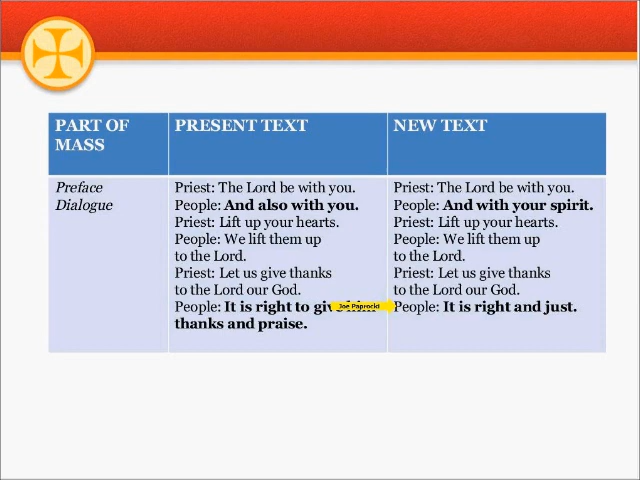 PART OF
MASS
PRESENT TEXT
NEW TEXT
Preface
Dialogue
Priest: The Lord be with you.
People: And also with you.
Priest: Lift up your hearts.
People: We lift them up
to the Lord.
Priest: Let us give thanks
to the Lord our God.
People: It is right to give him
thanks and praise.
Joe Paprocki
Priest: The Lord be with you.
People: And with your spirit.
Priest: Lift up your hearts.
People: We lift them up
to the Lord.
Priest: Let us give thanks
to the Lord our God.
People: It is right and just.